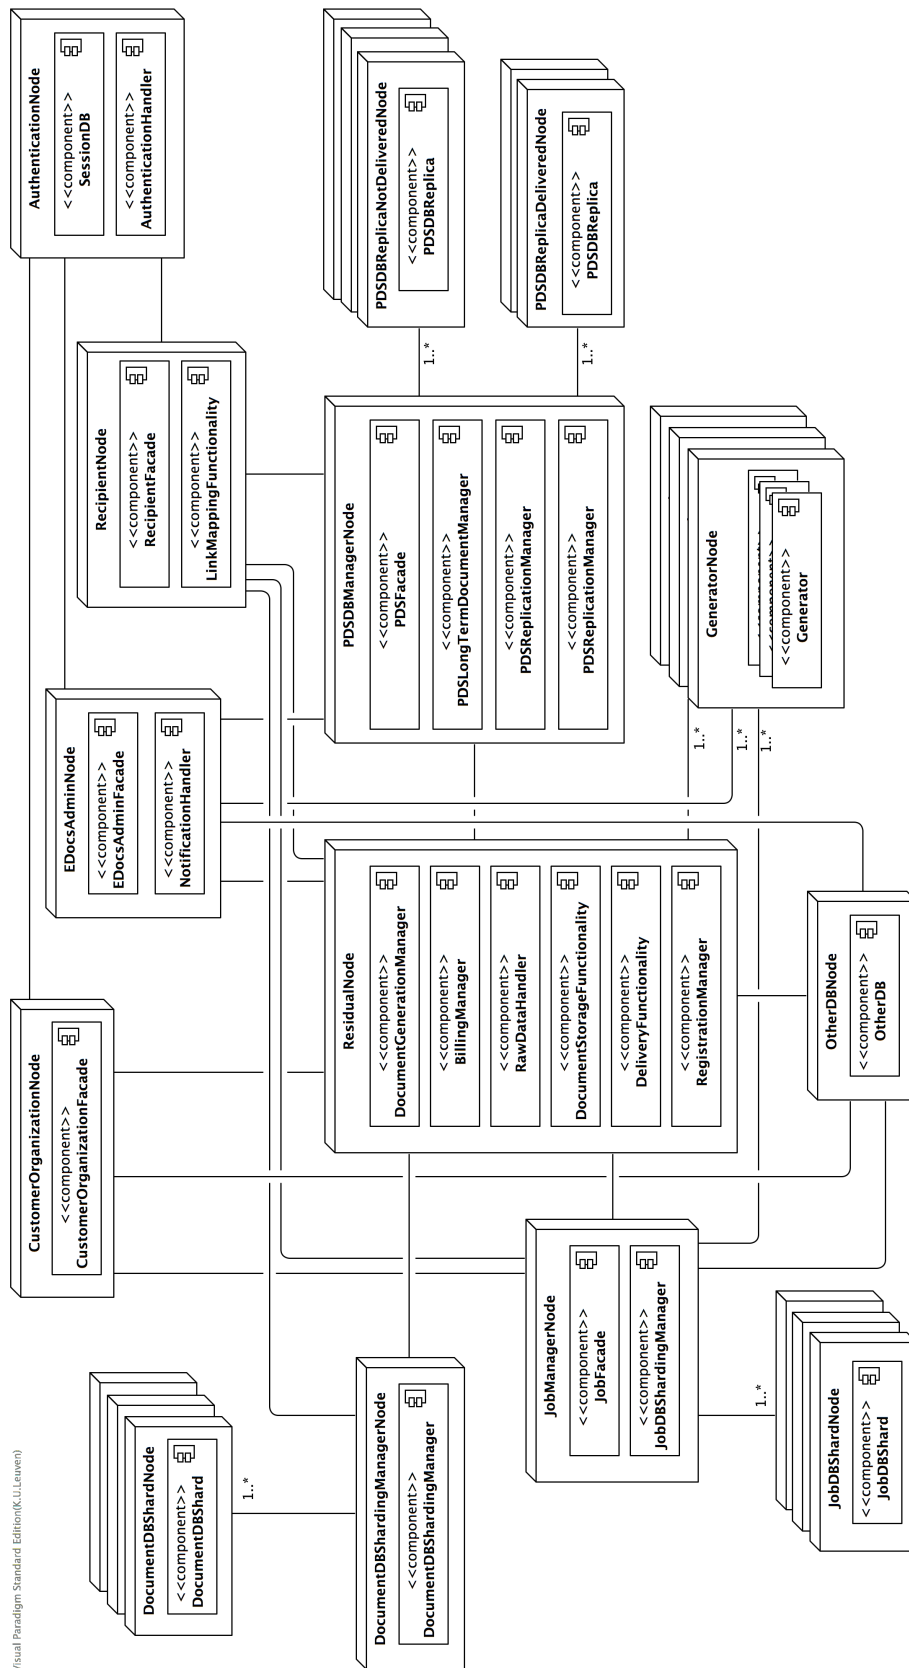 Visual Paradigm Standard Edition(K.U.Leuven)
DocumentDBShardNode
<<component>>
DocumentDBShard
1..*
DocumentDBShardingManagerNode
<<component>>
DocumentDBShardingManager
CustomerOrganizationNode
<<component>>
CustomerOrganizationFacade
EDocsAdminNode
<<component>>
EDocsAdminFacade
<<component>>
NotificationHandler
RecipientNode
<<component>>
RecipientFacade
<<component>>
LinkMappingFunctionality
AuthenticationNode
<<component>>
SessionDB
<<component>>
AuthenticationHandler
JobManagerNode
<<component>>
JobFacade
<<component>>
JobDBShardingManager
1..*
JobDBShardNode
<<component>>
JobDBShard
ResidualNode
<<component>>
DocumentGenerationManager
<<component>>
BillingManager
<<component>>
RawDataHandler
<<component>>
DocumentStorageFunctionality
<<component>>
DeliveryFunctionality
<<component>>
RegistrationManager
OtherDBNode
<<component>>
OtherDB
PDSDBManagerNode
<<component>>
PDSFacade
<<component>>
PDSLongTermDocumentManager
<<component>>
PDSReplicationManager
<<component>>
PDSReplicationManager
1..*
1..*
PDSDBReplicaNotDeliveredNode
<<component>>
PDSDBReplica
PDSDBReplicaDeliveredNode
<<component>>
PDSDBReplica
1..*
1..*
1..*
GeneratorNode
<<component>>
Generator